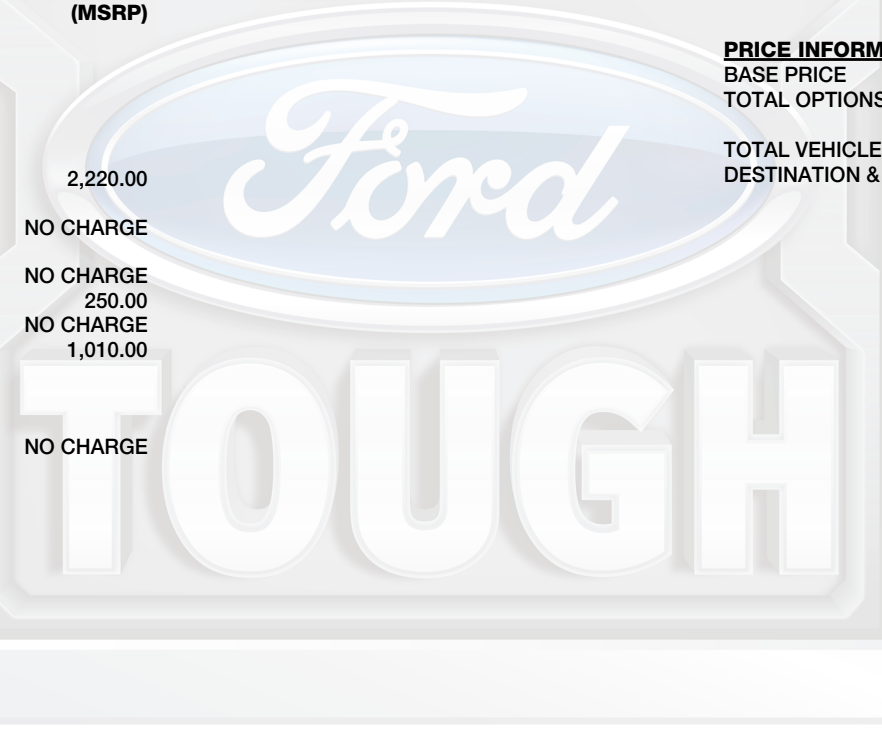 (MSRP)
2,220.00
NO CHARGE
NO CHARGE
250.00
NO CHARGE
1,010.00
NO CHARGE
PRICE INFORM
BASE PRICE
TOTAL OPTIONS
TOTAL VEHICLE
DESTINATION &
Ford
TOUGH